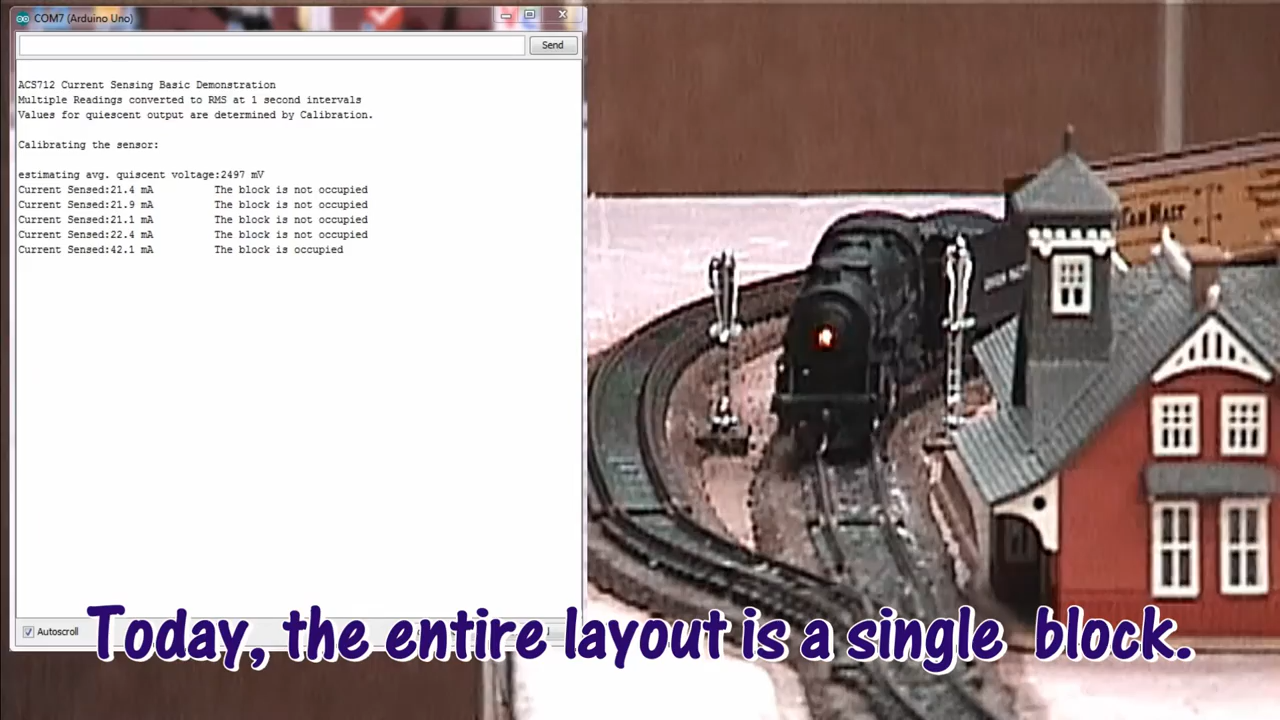 COM7 (Arduino Uno)
Send
ACS712 Current Sensing Basic Demonstration
Multiple Readings converted to RMS at 1 second intervals
Values for quiescent output are determined by Calibration.
Calibrating the sensor:
estimating avg. quiscent voltage:2497 mV
Current Sensed:21.4 mA The block is not occupied
Current Sensed:21.9 mA The block is not occupied
Current Sensed:21.1 mA The block is not occupied
Current Sensed:22.4 mA The block is not occupied
Current Sensed:42.1 mA The block is occupied
Autoscroll
Today, the entire layout is a single block.